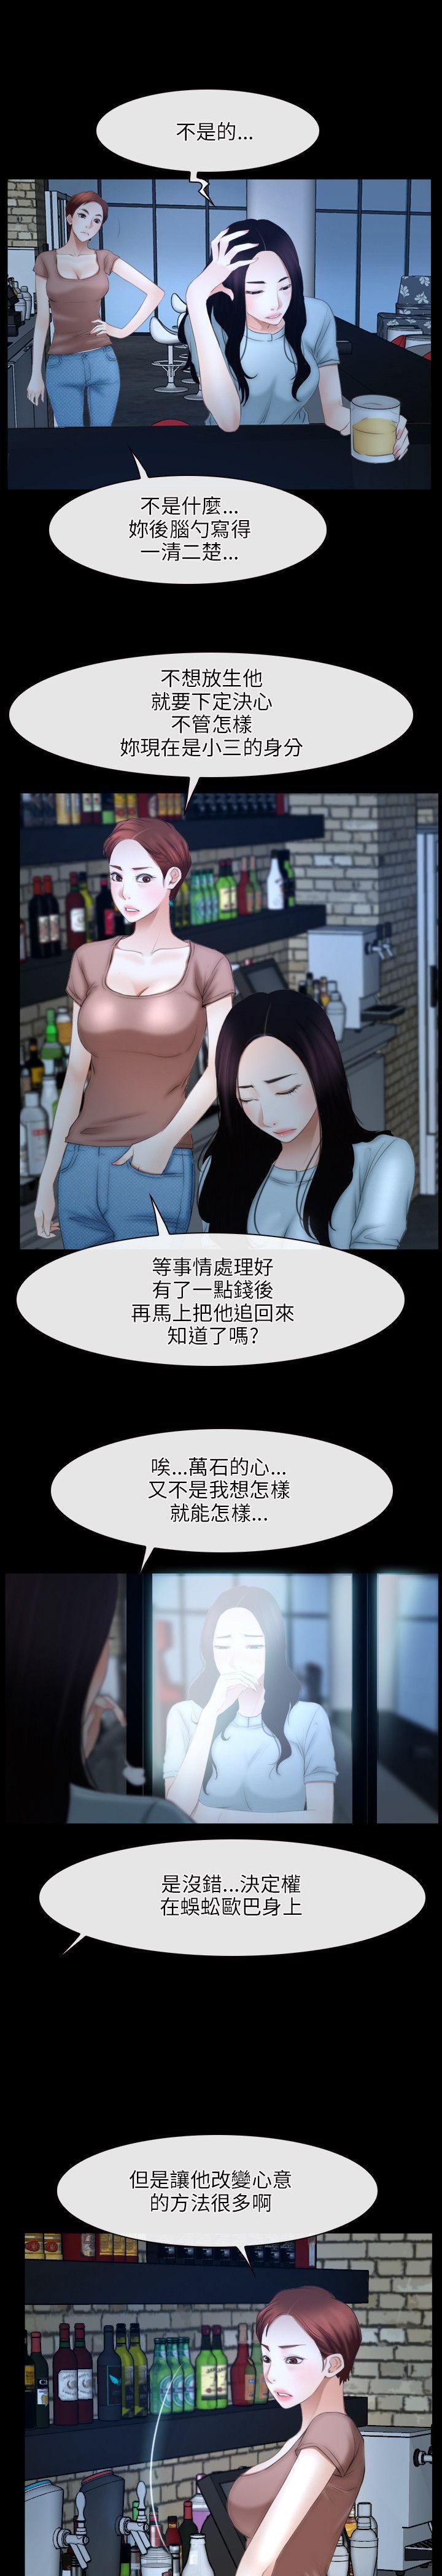 不是的...
不是什麼...
妳後腦勺寫得
一清二楚...
不想放生他
就要下定決心
不管怎樣
妳現在是小三的身分
等事情處理好
有了一點錢後
再馬上把他追回來
知道了嗎?
唉...萬石的心...
又不是我想怎樣
就能怎樣...
是沒錯...決定權
在蜈蚣歐巴身上
但是讓他改變心意
的方法很多啊